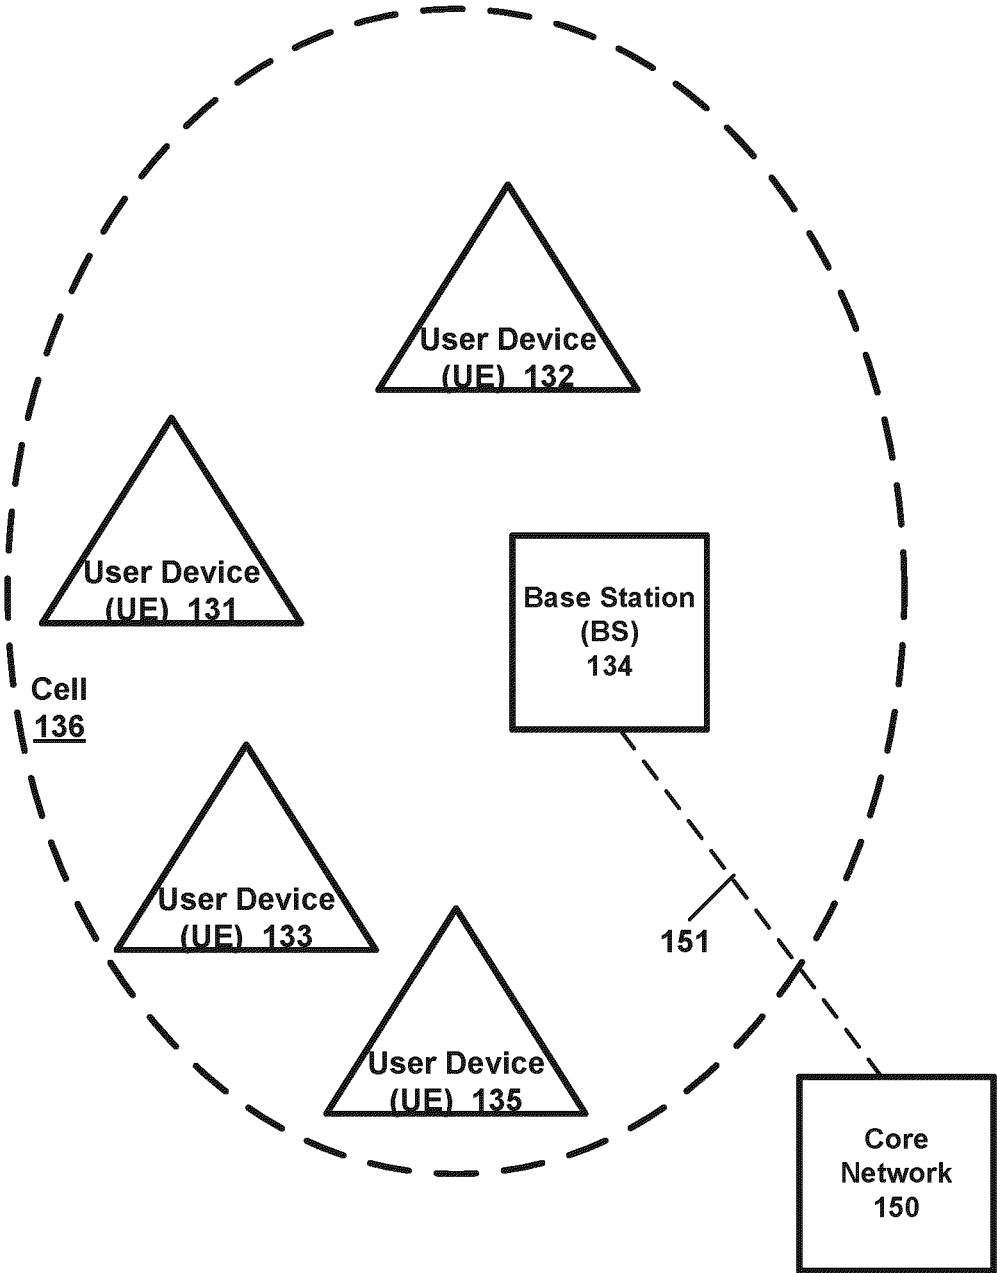 User Device
(UE) 132
User Device
(UE) 131
Base Station
(BS)
134
Cell
136
User Device
(UE) 133
151
User Device
(UE) 135
Core
Network
150